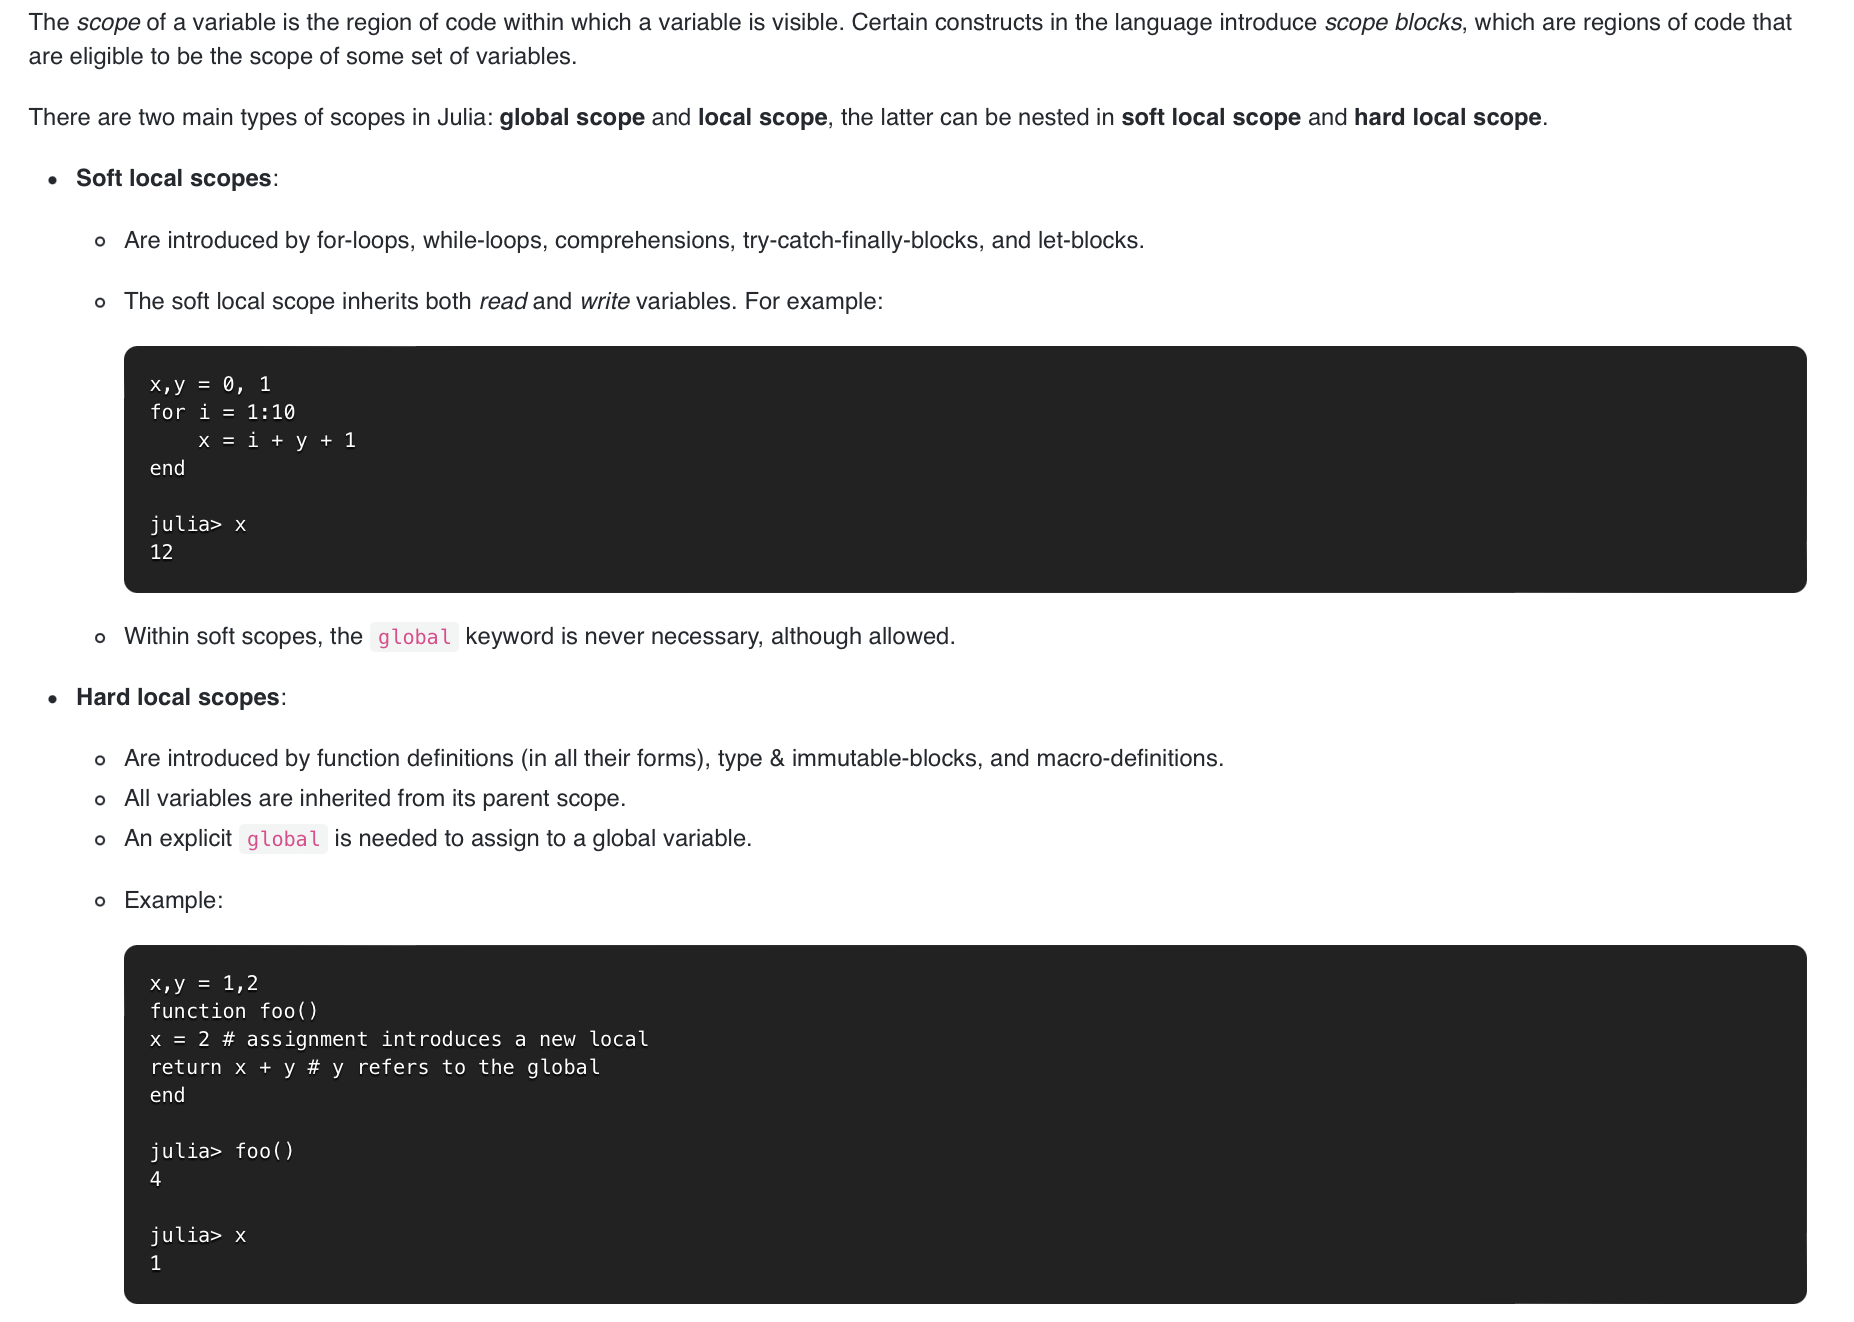 The scope of a variable is the region of code within which a variable is visible. Certain constructs in the language introduce scope blocks, which are regions of code that
are eligible to be the scope of some set of variables.
There are two main types of scopes in Julia: global scope and local scope, the latter can be nested in soft local scope and hard local scope.
Soft local scopes:
Are introduced by for-loops, while-loops, comprehensions, try-catch-finally-blocks, and let-blocks.
The soft local scope inherits both read and write variables. For example:
x,y = 0, 1
for i = 1:10
    x = i + y + 1
end
julia> x
12
Within soft scopes, the global keyword is never necessary, although allowed.
Hard local scopes:
Are introduced by function definitions (in all their forms), type & immutable-blocks, and macro-definitions.
All variables are inherited from its parent scope.
An explicit global is needed to assign to a global variable.
Example:
x,y = 1,2
function foo()
x = 2 # assignment introduces a new local
return x + y # y refers to the global
end
julia> foo()
4
julia> x
1